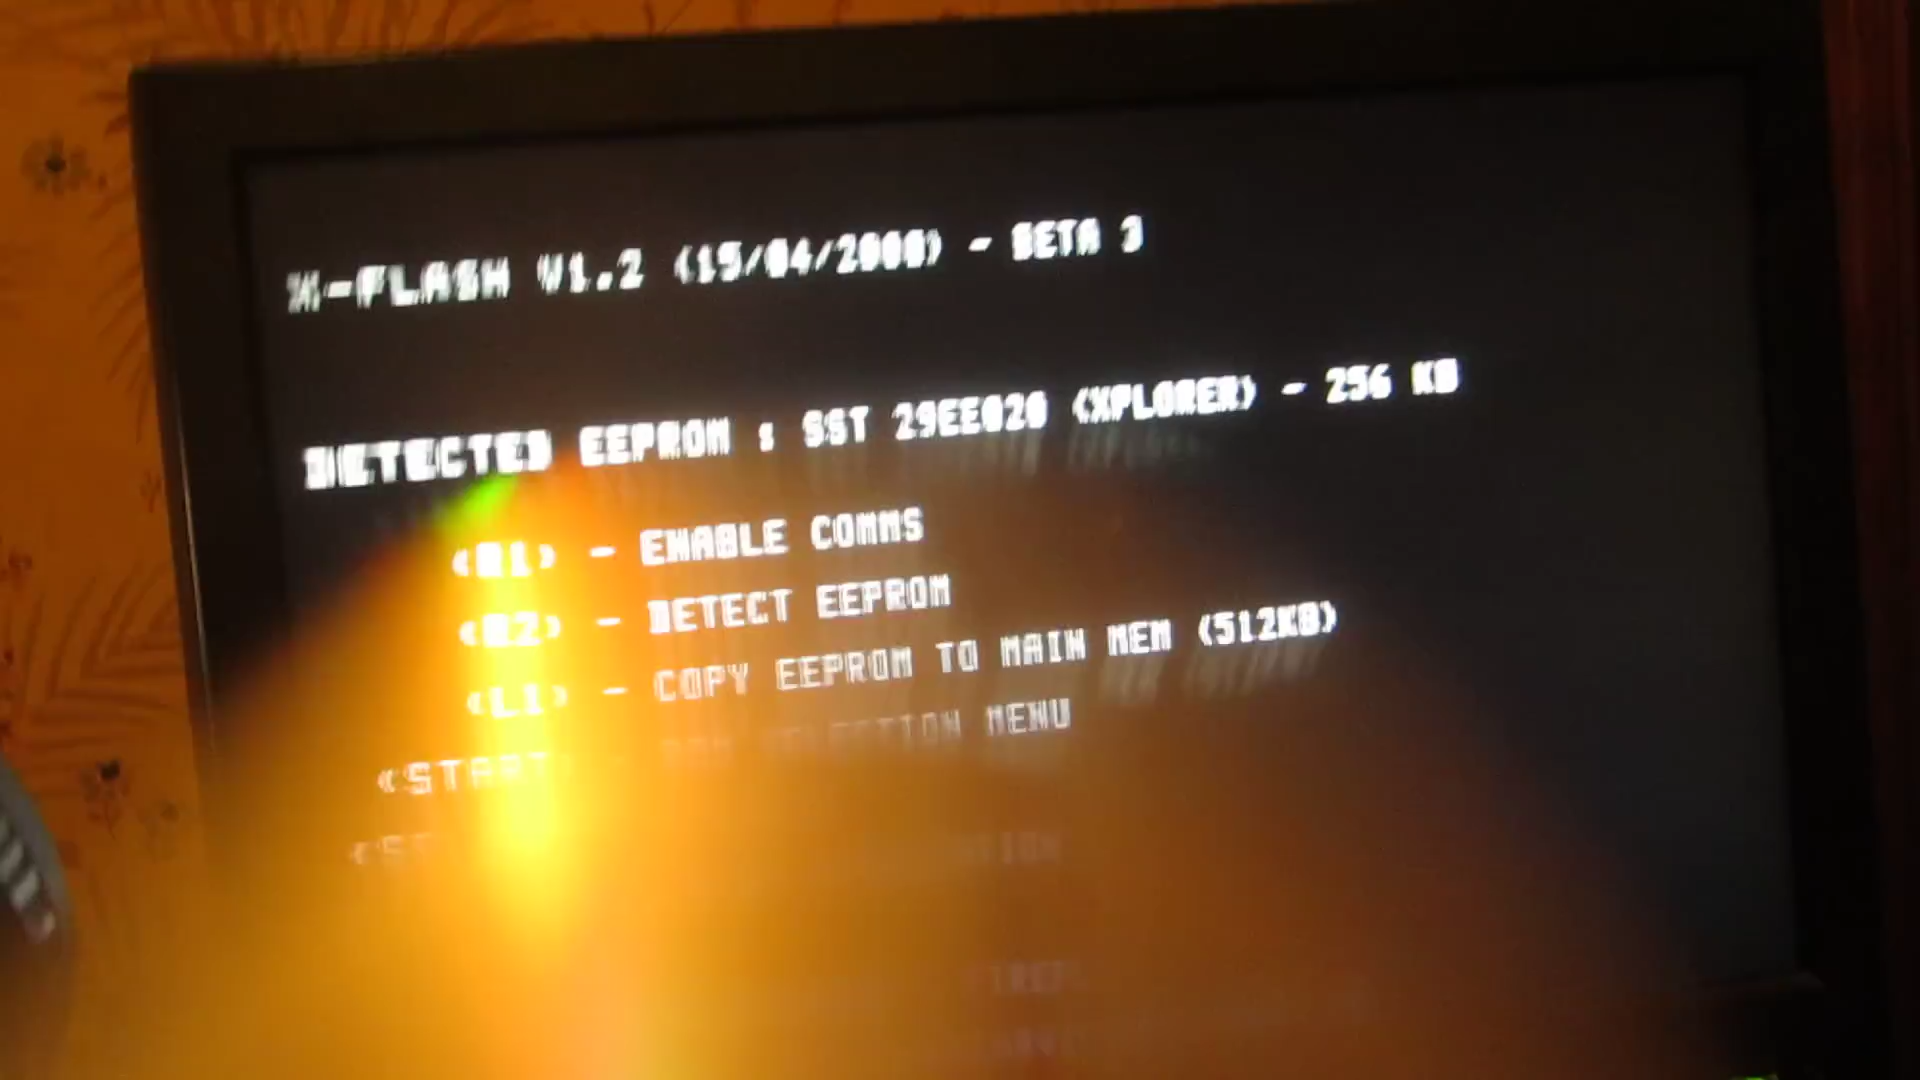 X-FLASH V1.2 (15/04/2000) - BETA 3
DETECTED EEPROM : SST 29EE020 (XPLORER) - 256 KB
<R1> - ENABLE COMMS
<R2> - DETECT EEPROM
<L1> - COPY EEPROM TO MAIN MEM (512KB)
<START MENU